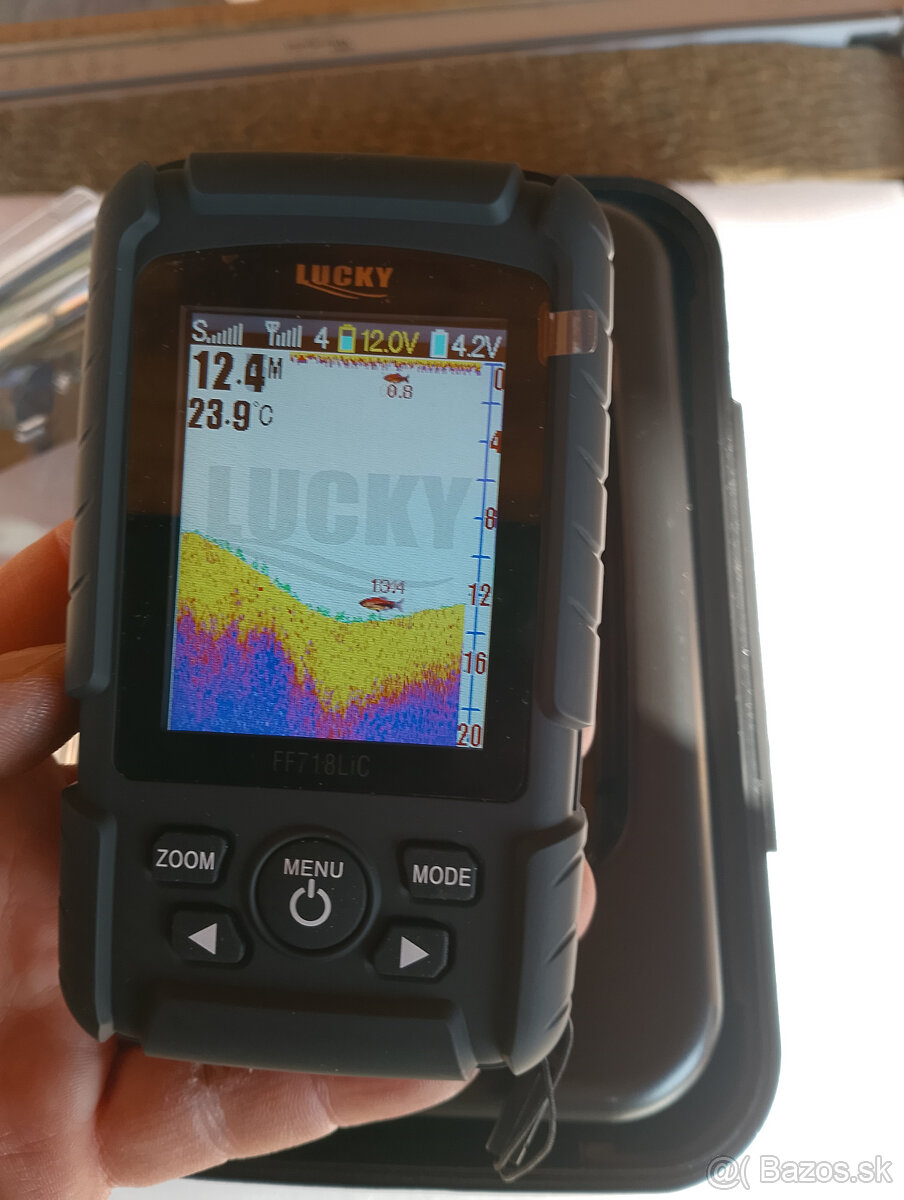 LUCKY
S 4 12.0V 4.2V
12.4M
23.9°C
0.8
0
4
8
LUCKY
13.4
12
16
20
FF718LiC
ZOOM
MENU
MODE
@( Bazos.sk